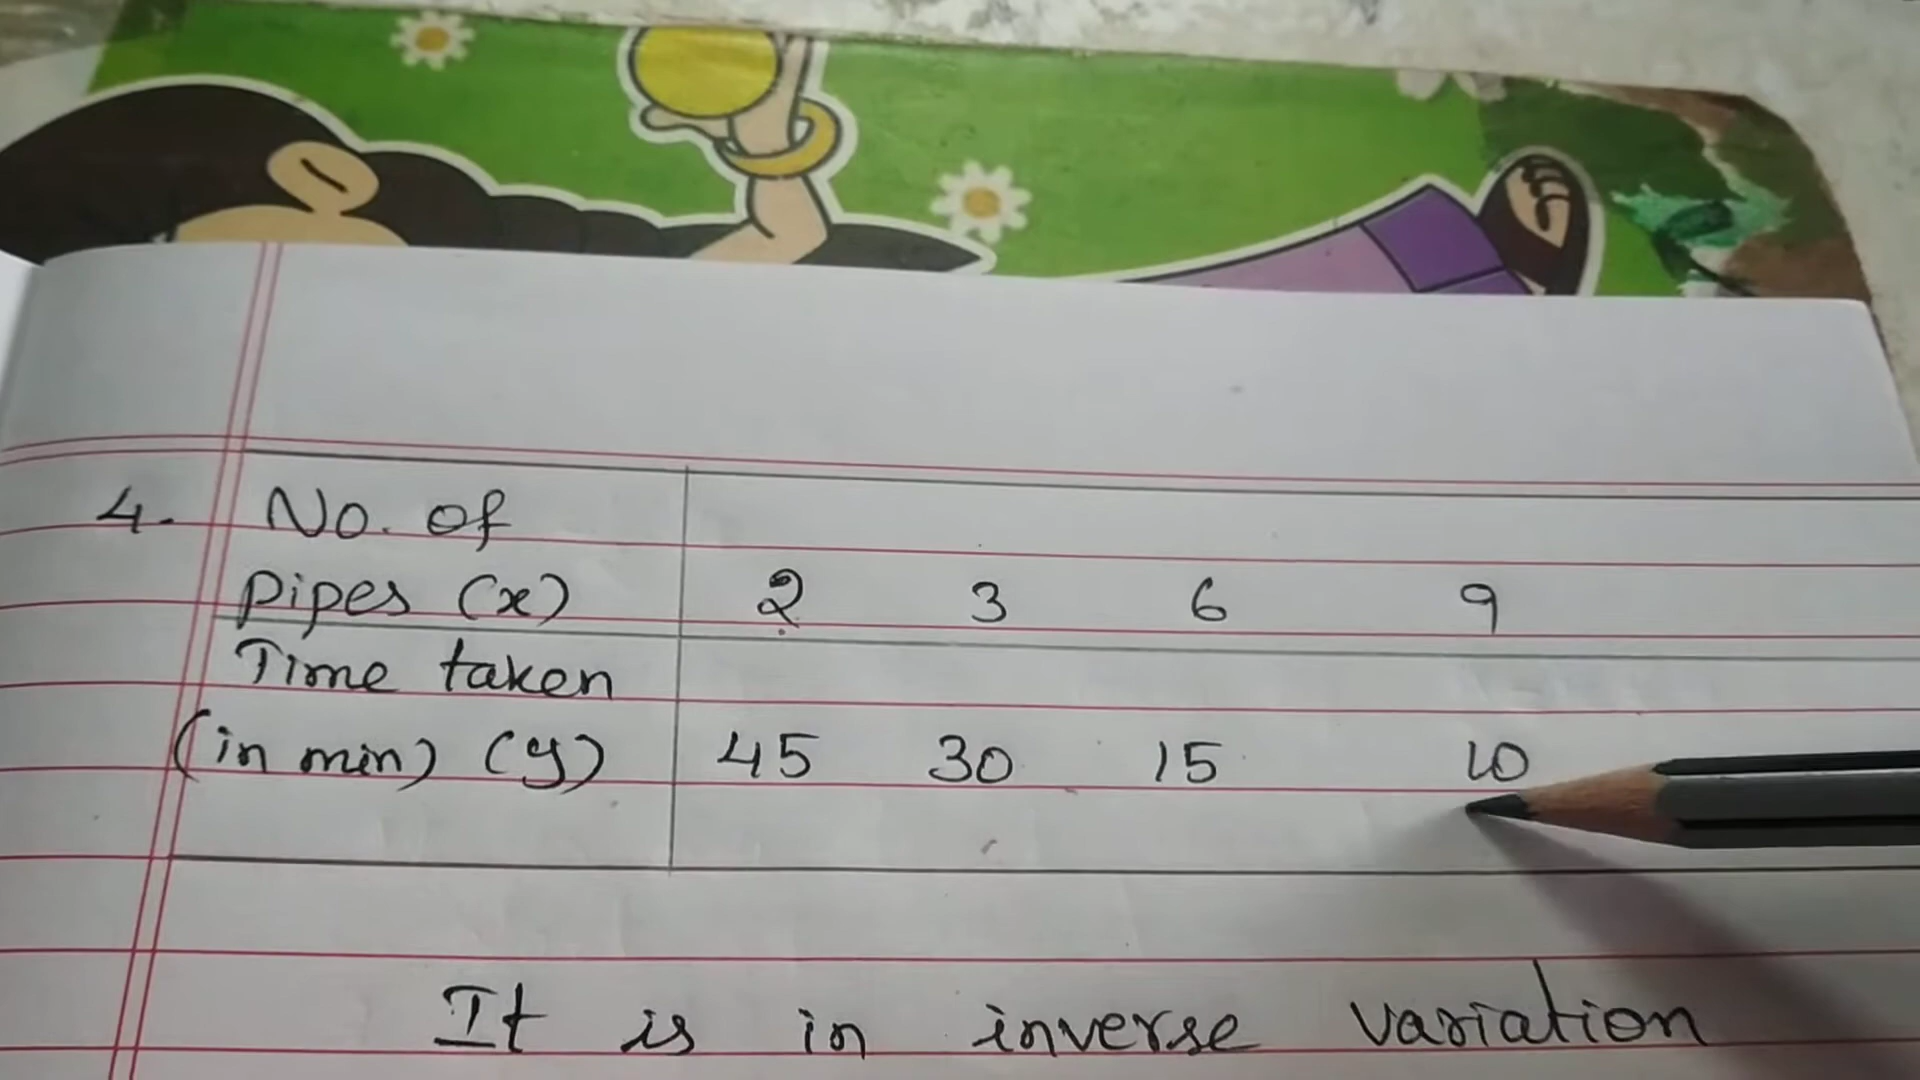 4. No. of
pipes (x) 2 3 6 9
Time taken
(in min) (y) 45 30 15 10
It is in inverse variation